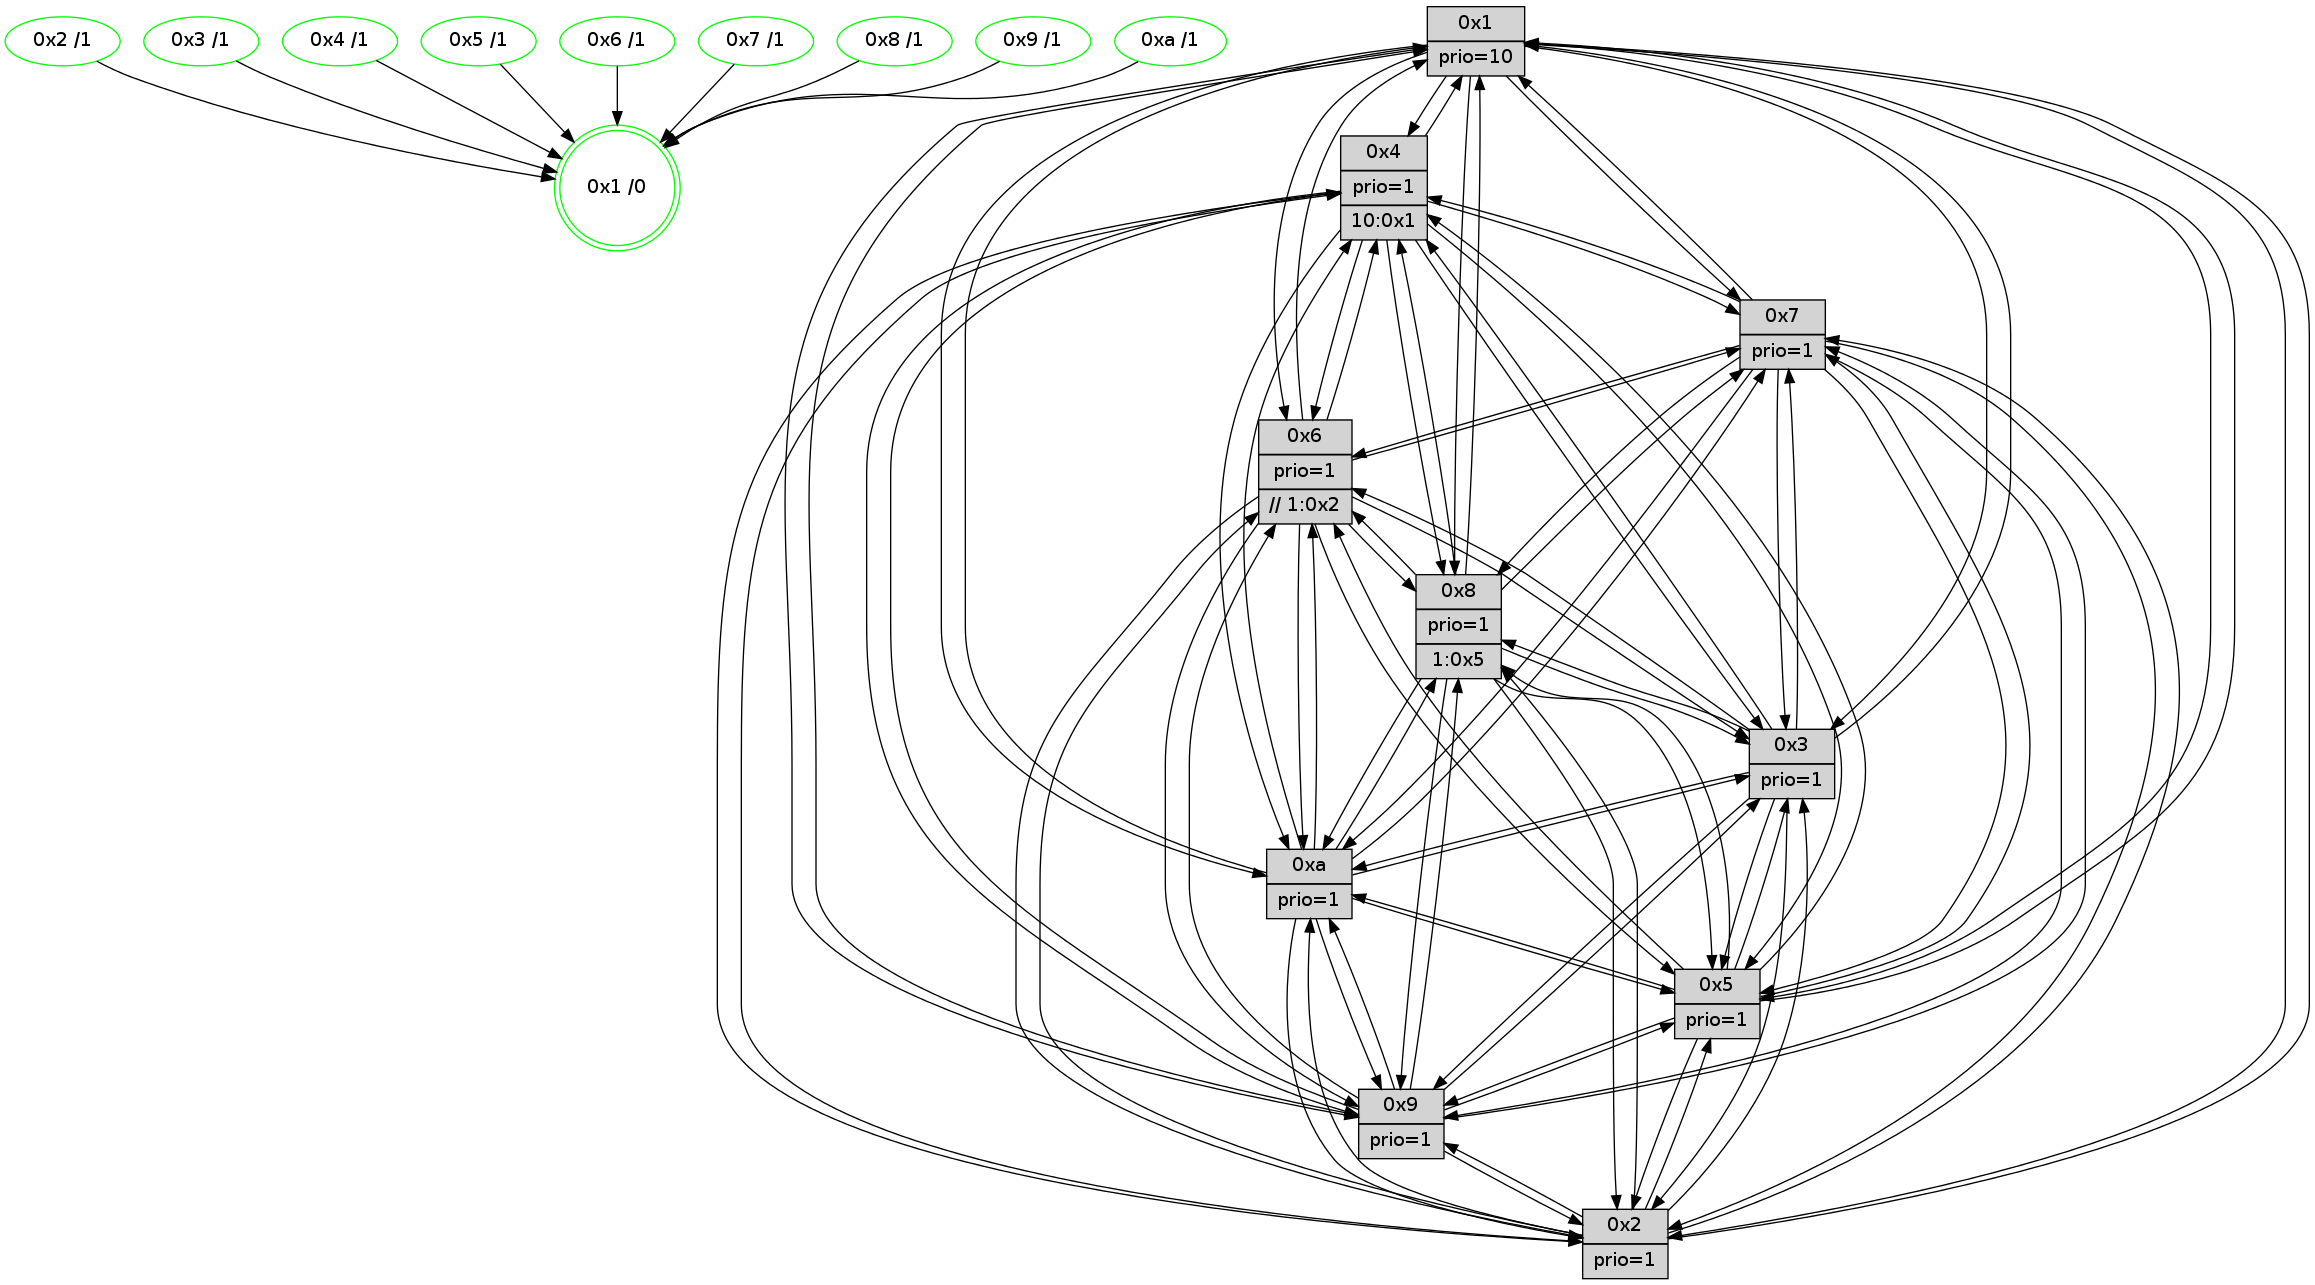 0x2 /1
0x3 /1
0x4 /1
0x5 /1
0x6 /1
0x7 /1
0x8 /1
0x9 /1
0xa /1
0x1 /0
0x1
prio=10
0x4
prio=1
10:0x1
0x7
prio=1
0x6
prio=1
// 1:0x2
0x8
prio=1
1:0x5
0x3
prio=1
0xa
prio=1
0x5
prio=1
0x9
prio=1
0x2
prio=1